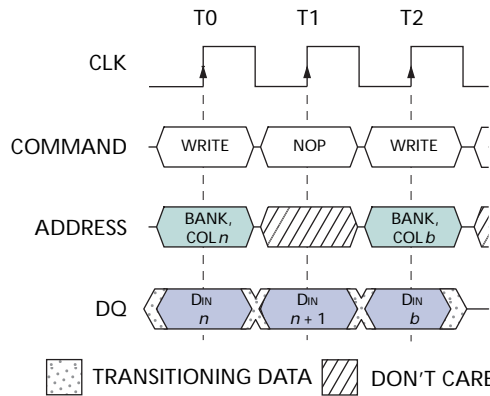 T0 T1 T2
CLK
COMMAND WRITE NOP WRITE
ADDRESS BANK, COL n BANK, COL b
DQ DIN n DIN n + 1 DIN b
TRANSITIONING DATA DON'T CARE